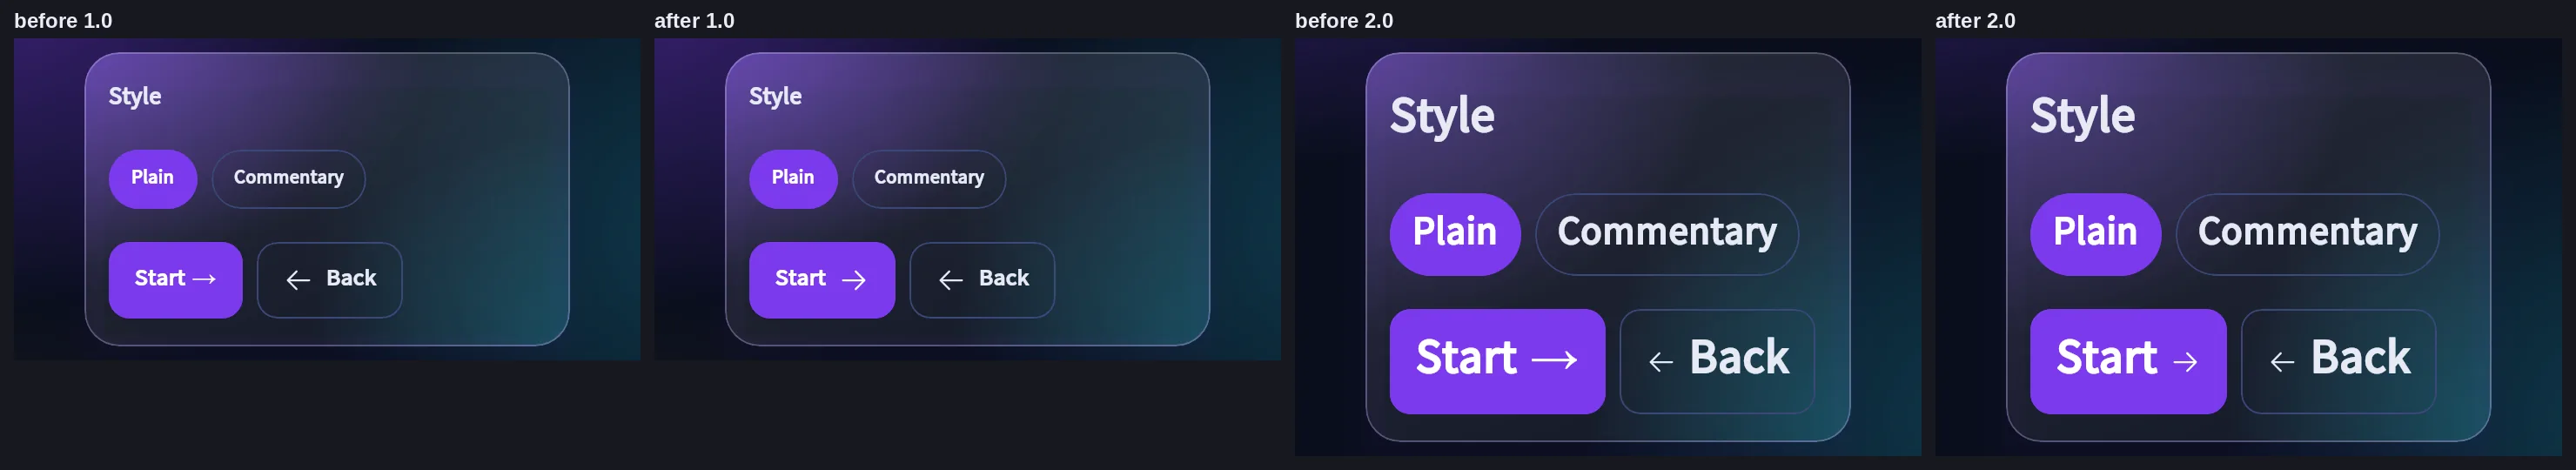 before 1.0
Style
Plain Commentary
Start → ← Back
after 1.0
Style
Plain Commentary
Start → ← Back
before 2.0
Style
Plain Commentary
Start → ← Back
after 2.0
Style
Plain Commentary
Start → ← Back